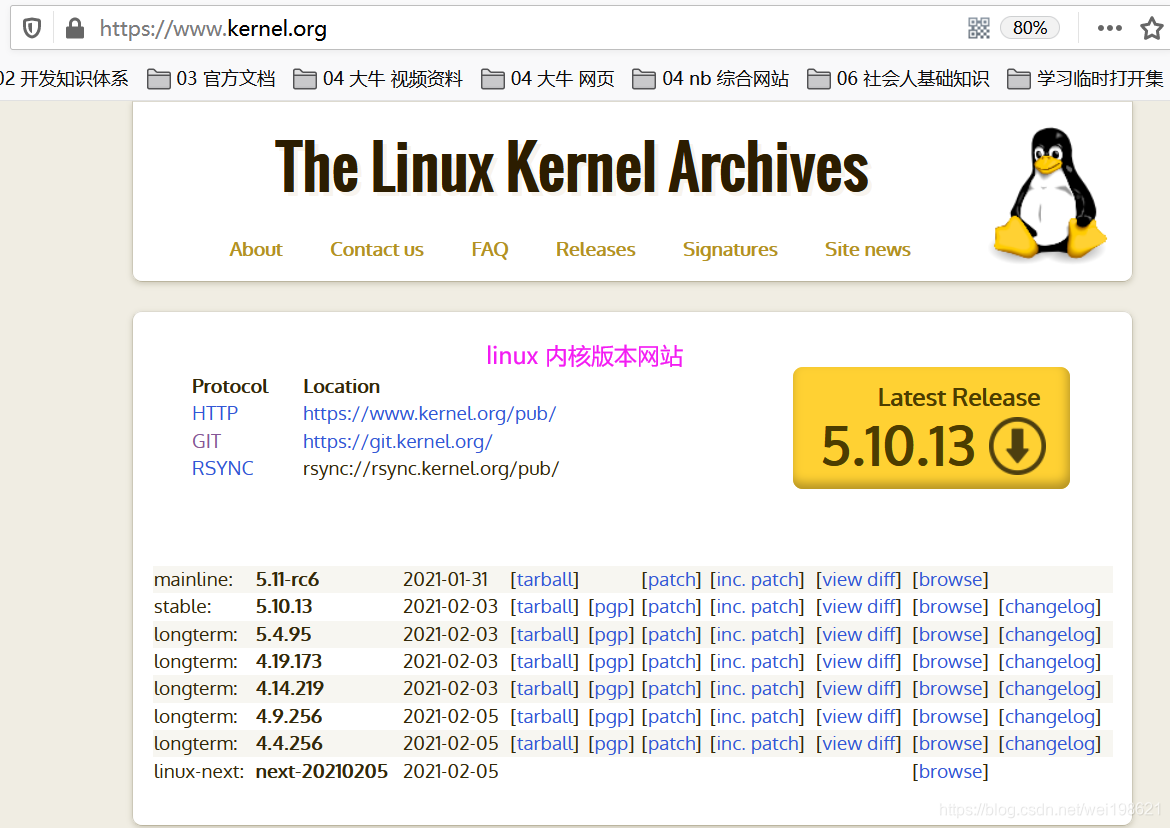 https://www.kernel.org 80%
02 开发知识体系 03 官方文档 04 大牛 视频资料 04 大牛 网页 04 nb 综合网站 06 社会人基础知识 学习临时打开集
The Linux Kernel Archives
About Contact us FAQ Releases Signatures Site news
linux 内核版本网站
Protocol Location
HTTP https://www.kernel.org/pub/
GIT https://git.kernel.org/
RSYNC rsync://rsync.kernel.org/pub/
Latest Release
5.10.13
mainline: 5.11-rc6 2021-01-31 [tarball] [patch] [inc. patch] [view diff] [browse]
stable: 5.10.13 2021-02-03 [tarball] [pgp] [patch] [inc. patch] [view diff] [browse] [changelog]
longterm: 5.4.95 2021-02-03 [tarball] [pgp] [patch] [inc. patch] [view diff] [browse] [changelog]
longterm: 4.19.173 2021-02-03 [tarball] [pgp] [patch] [inc. patch] [view diff] [browse] [changelog]
longterm: 4.14.219 2021-02-03 [tarball] [pgp] [patch] [inc. patch] [view diff] [browse] [changelog]
longterm: 4.9.256 2021-02-05 [tarball] [pgp] [patch] [inc. patch] [view diff] [browse] [changelog]
longterm: 4.4.256 2021-02-05 [tarball] [pgp] [patch] [inc. patch] [view diff] [browse] [changelog]
linux-next: next-20210205 2021-02-05 [browse]
https://blog.csdn.net/wei198621